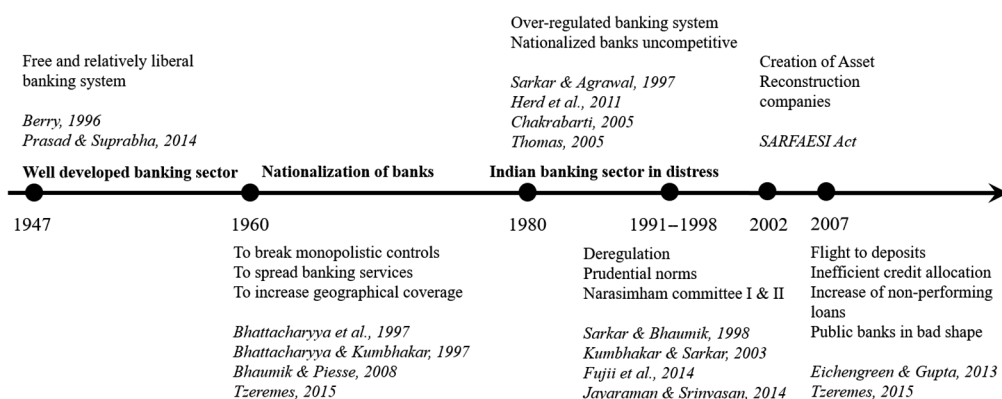 Free and relatively liberal
banking system
Berry, 1996
Prasad & Suprabha, 2014
Over-regulated banking system
Nationalized banks uncompetitive
Sarkar & Agrawal, 1997
Herd et al., 2011
Chakrabarti, 2005
Thomas, 2005
Creation of Asset
Reconstruction
companies
SARFAESI Act
Well developed banking sector
Nationalization of banks
Indian banking sector in distress
1947
1960
1980
1991–1998
2002
2007
To break monopolistic controls
To spread banking services
To increase geographical coverage
Bhattacharyya et al., 1997
Bhattacharyya & Kumbhakar, 1997
Bhaumik & Piesse, 2008
Tzeremes, 2015
Deregulation
Prudential norms
Narasimham committee I & II
Sarkar & Bhaumik, 1998
Kumbhakar & Sarkar, 2003
Fujii et al., 2014
Jayaraman & Srinvasan, 2014
Flight to deposits
Inefficient credit allocation
Increase of non-performing
loans
Public banks in bad shape
Eichengreen & Gupta, 2013
Tzeremes, 2015